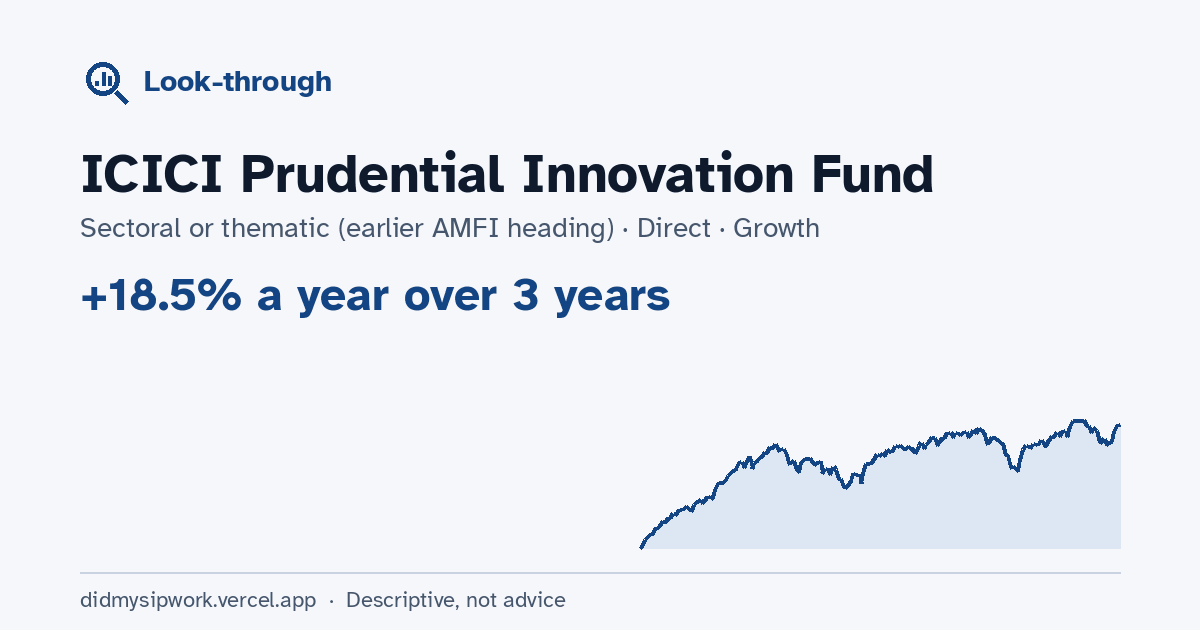 Look-through
ICICI Prudential Innovation Fund
Sectoral or thematic (earlier AMFI heading) · Direct · Growth
+18.5% a year over 3 years
didmysipwork.vercel.app · Descriptive, not advice